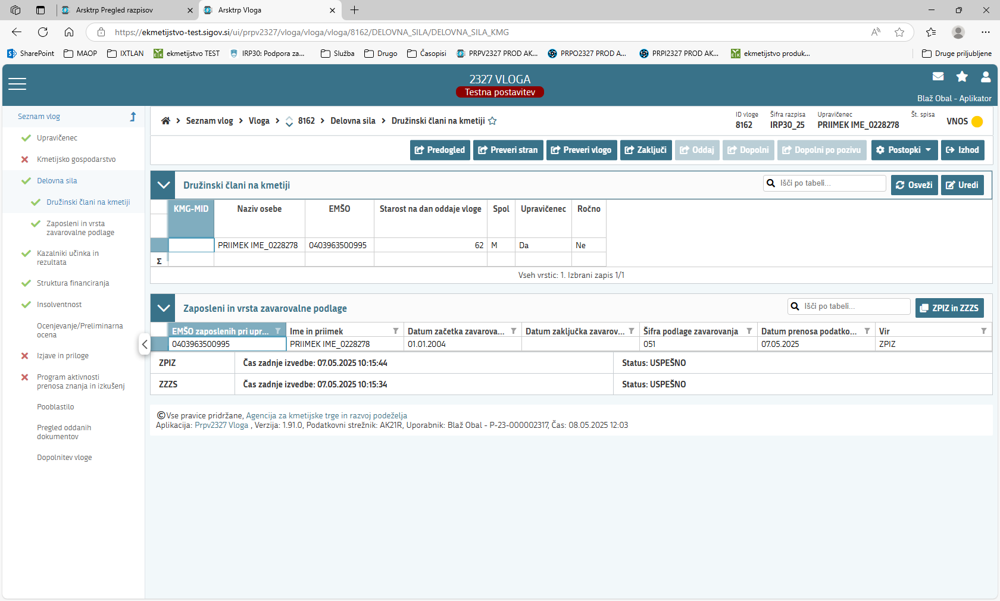 Arsktrp Pregled razpisov
Arsktrp Vloga
https://ekmetijstvo-test.sigov.si/ui/prpv2327/vloga/vloga/vloga/8162/DELOVNA_SILA/DELOVNA_SILA_KMG
SharePoint MAOP IXTLAN ekmetijstvo TEST IRP30: Podpora za... Služba Drugo Časopisi PRPV2327 PROD AK... PRPO2327 PROD A... PRPI2327 PROD AK... ekmetijstvo produk... Druge priljubljene
2327 VLOGA
Testna postavitev
Blaž Obal - Aplikator
Seznam vlog
Upravičenec
Kmetijsko gospodarstvo
Delovna sila
Družinski člani na kmetiji
Zaposleni in vrsta
zavarovalne podlage
Kazalniki učinka in
rezultata
Struktura financiranja
Insolventnost
Ocenjevanje/Preliminarna
ocena
Izjave in priloge
Program aktivnosti
prenosa znanja in izkušenj
Pooblastilo
Pregled oddanih
dokumentov
Dopolnitev vloge
Seznam vlog Vloga 8162 Delovna sila Družinski člani na kmetiji
ID vloge Šifra razpisa Upravičenec Št. spisa
8162 IRP30_25 PRIIMEK IME_0228278 VNOS
Predogled Preveri stran Preveri vlogo Zaključi Oddaj Dopolni Dopolni po pozivu Postopki Izhod
Družinski člani na kmetiji Išči po tabeli... Osveži Uredi
KMG-MID Naziv osebe EMŠO Starost na dan oddaje vloge Spol Upravičenec Ročno
PRIIMEK IME_0228278 0403963500995 62 M Da Ne
Σ
Vseh vrstic: 1. Izbrani zapis 1/1
Zaposleni in vrsta zavarovalne podlage Išči po tabeli... ZPIZ in ZZZS
EMŠO zaposlenih pri upr... Ime in priimek Datum začetka zavarova... Datum zaključka zavarov... Šifra podlage zavarovanja Datum prenosa podatko... Vir
0403963500995 PRIIMEK IME_0228278 01.01.2004 051 07.05.2025 ZPIZ
ZPIZ Čas zadnje izvedbe: 07.05.2025 10:15:44 Status: USPEŠNO
ZZZS Čas zadnje izvedbe: 07.05.2025 10:15:34 Status: USPEŠNO
©Vse pravice pridržane, Agencija za kmetijske trge in razvoj podeželja
Aplikacija: Prpv2327 Vloga , Verzija: 1.91.0, Podatkovni strežnik: AK21R, Uporabnik: Blaž Obal - P-23-000002317, Čas: 08.05.2025 12:03